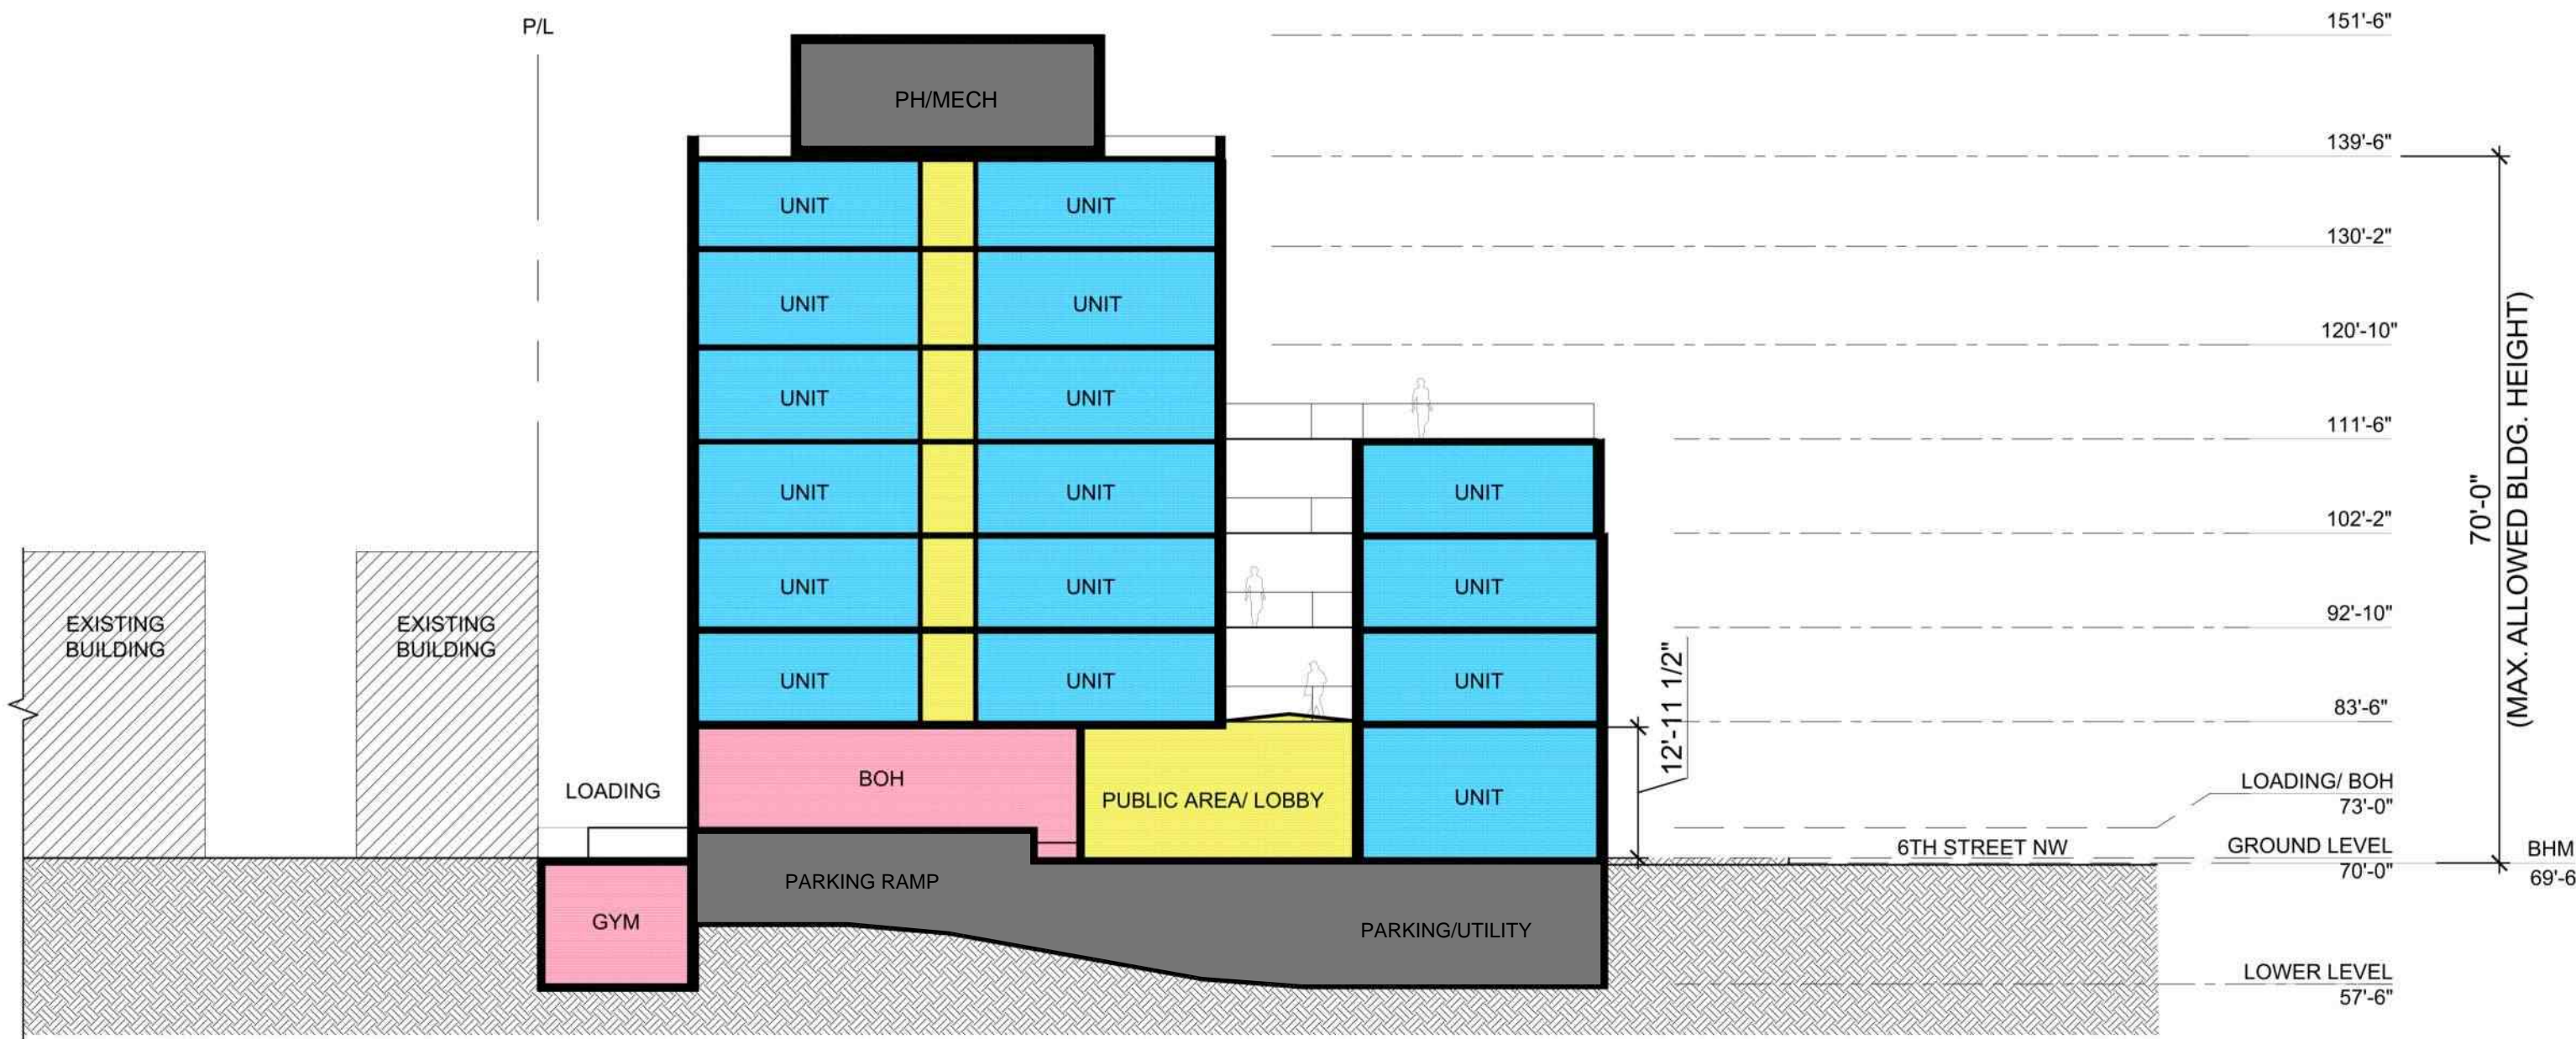 P/L
151'-6"
PH/MECH
139'-6"
UNIT
UNIT
130'-2"
UNIT
UNIT
120'-10"
UNIT
UNIT
111'-6"
UNIT
UNIT
UNIT
102'-2"
UNIT
UNIT
UNIT
92'-10"
UNIT
UNIT
UNIT
83'-6"
70'-0"
(MAX. ALLOWED BLDG. HEIGHT)
12'-11 1/2"
EXISTING
BUILDING
EXISTING
BUILDING
LOADING
BOH
PUBLIC AREA/ LOBBY
UNIT
LOADING/ BOH
73'-0"
6TH STREET NW
GROUND LEVEL
70'-0"
BHM
69'-6
PARKING RAMP
GYM
PARKING/UTILITY
LOWER LEVEL
57'-6"